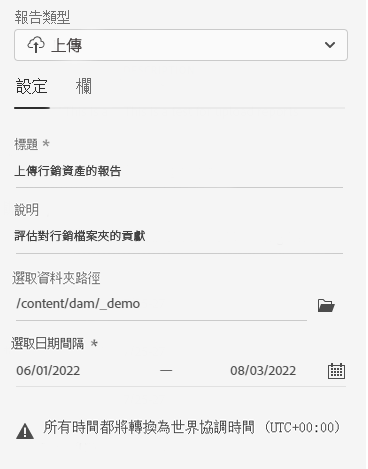 報告類型
上傳
設定 欄
標題 *
上傳行銷資產的報告
說明
評估對行銷檔案夾的貢獻
選取資料夾路徑
/content/dam/_demo
選取日期間隔 *
06/01/2022 — 08/03/2022
所有時間都將轉換為世界協調時間 (UTC+00:00)